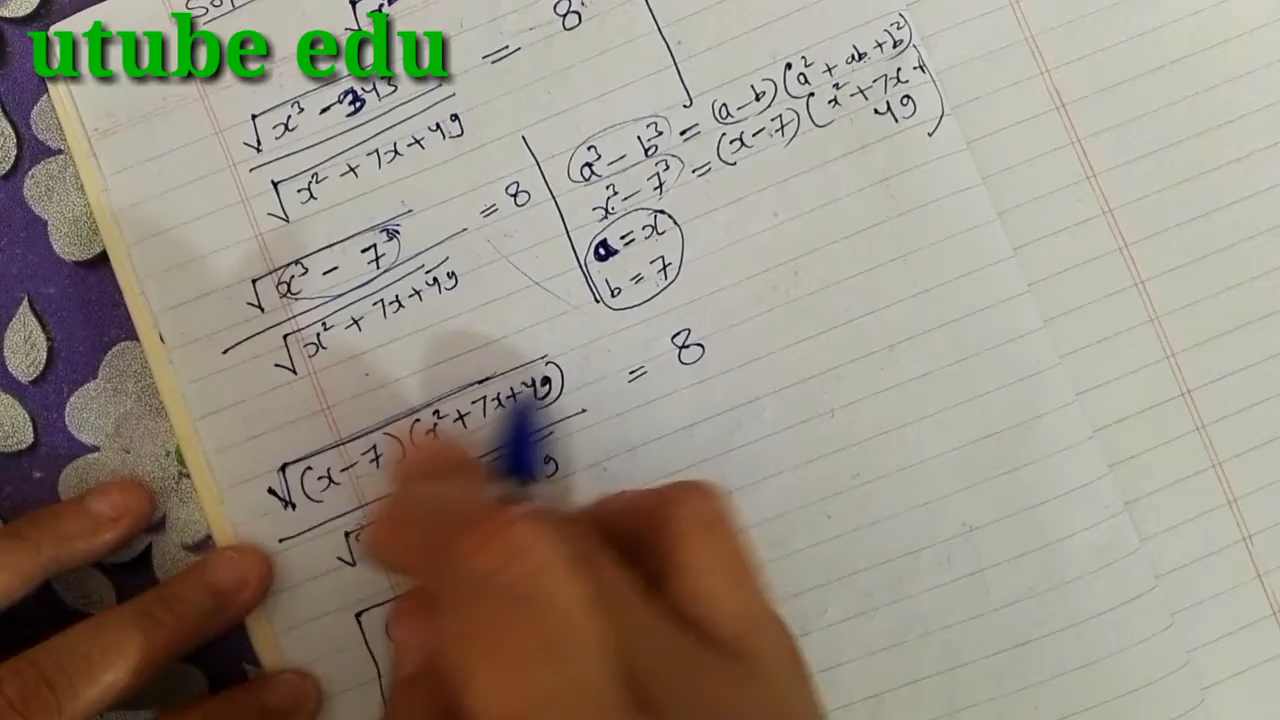 utube edu
= 8
√x³ - 343
√x² + 7x + 49
a³ - b³ = (a-b)(a² + ab + b²)
x³ - 7³ = (x-7)(x² + 7x +
49)
√x³ - 7³ = 8
√x² + 7x + 49
a = x
b = 7
√(x-7)(x² + 7x + 49) = 8